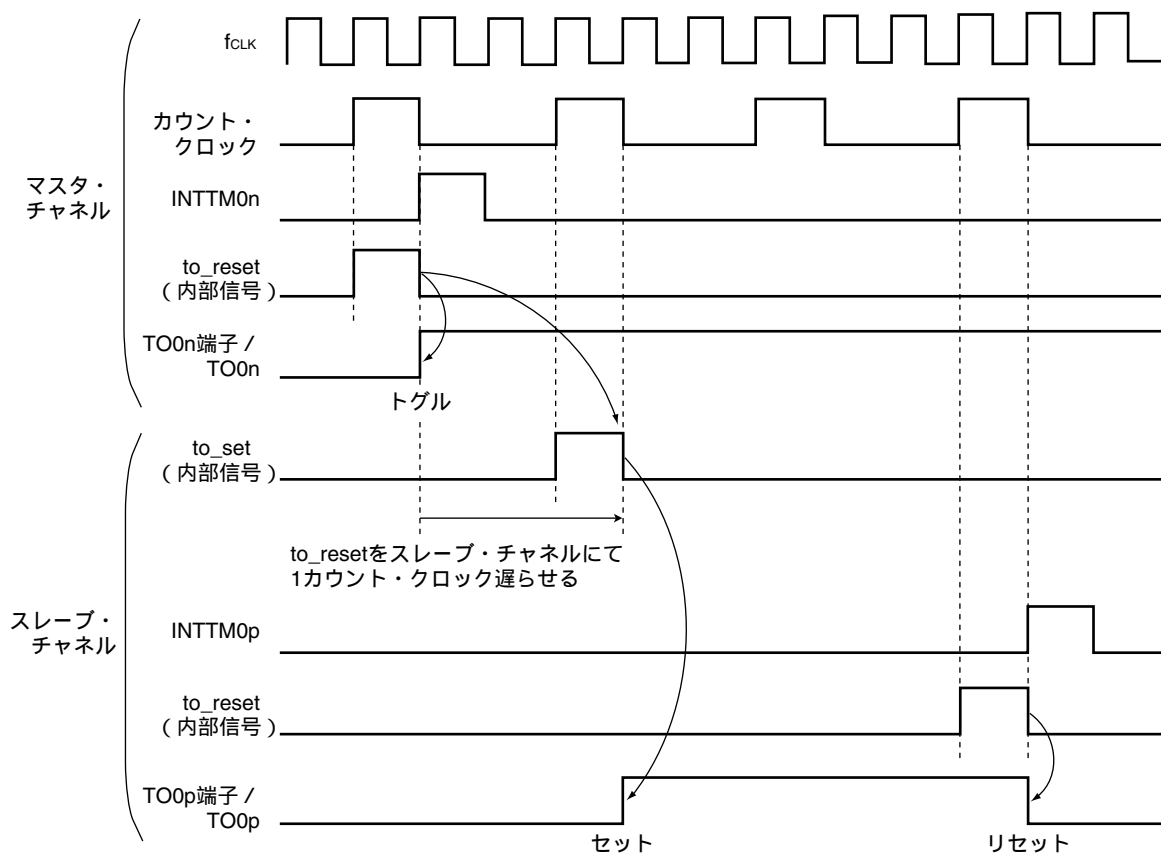 fCLK
カウント・
クロック
マスタ・
チャネル
INTTM0n
to_reset
（内部信号）
TO0n端子／
TO0n
トグル
to_set
（内部信号）
to_resetをスレーブ・チャネルにて
1カウント・クロック遅らせる
スレーブ・
チャネル
INTTM0p
to_reset
（内部信号）
TO0p端子／
TO0p
セット
リセット